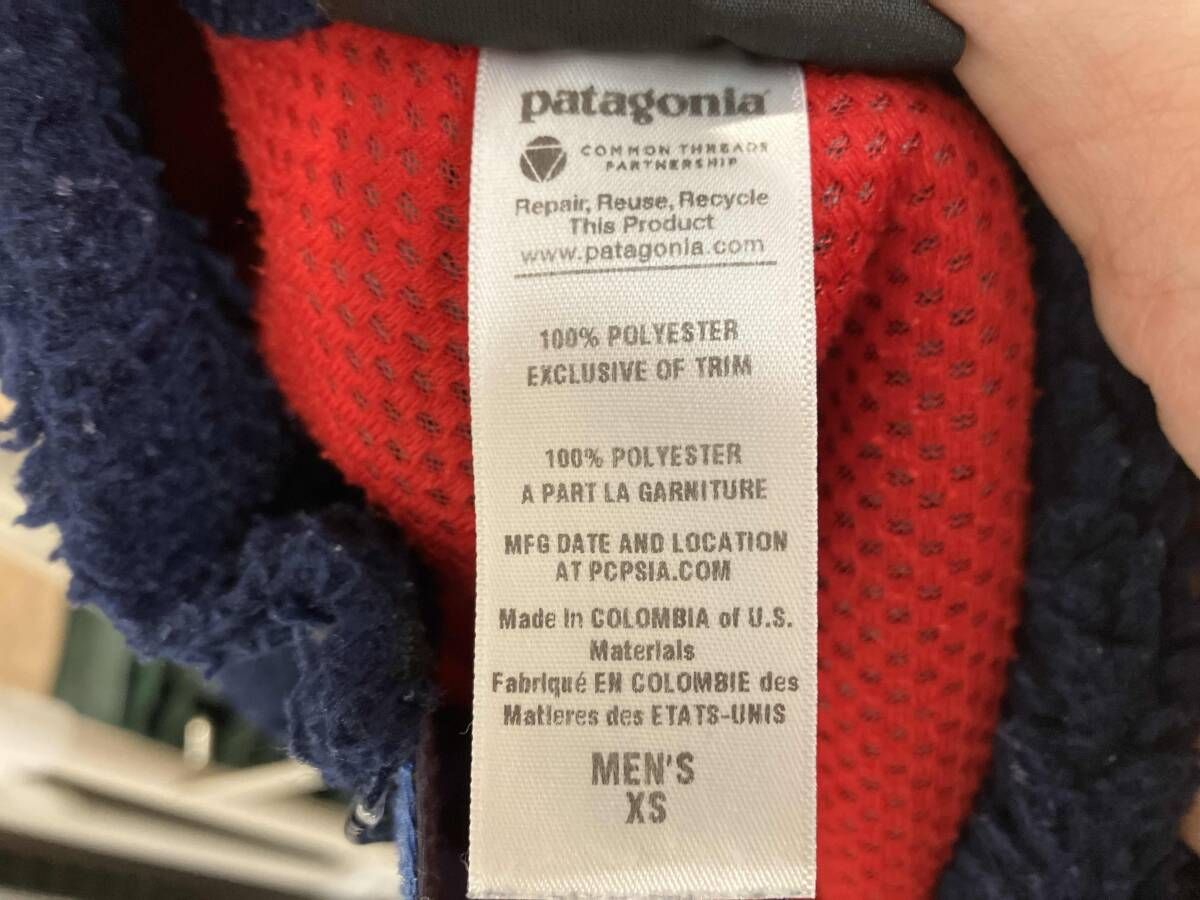 patagonia
COMMON THREADS
PARTNERSHIP
Repair, Reuse, Recycle
This Product
www.patagonia.com
100% POLYESTER
EXCLUSIVE OF TRIM
100% POLYESTER
A PART LA GARNITURE
MFG DATE AND LOCATION
AT PCPSIA.COM
Made in COLOMBIA of U.S.
Materials
Fabriqué EN COLOMBIE des
Matieres des ETATS-UNIS
MEN'S
XS